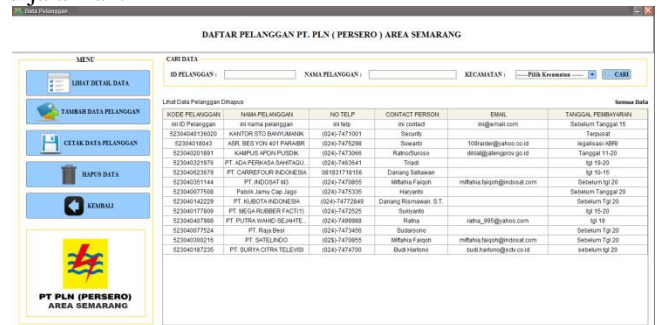 Data Pelanggan
DAFTAR PELANGGAN PT. PLN ( PERSERO ) AREA SEMARANG
MENU
LIHAT DETAIL DATA
TAMBAH DATA PELANGGAN
CETAK DATA PELANGGAN
HAPUS DATA
KEMBALI
PT PLN (PERSERO)
AREA SEMARANG
CARI DATA
ID PELANGGAN : NAMA PELANGGAN : KECAMATAN : -----Pilih Kecamatan ----- CARI
Lihat Data Pelanggan Dihapus Semua Data
KODE PELANGGAN NAMA PELANGGAN NO TELP CONTACT PERSON EMAIL TANGGAL PEMBAYARAN
ini ID Pelanggan ini nama pelanggan ini telp ini contact ini@email.com Sebelum Tanggal 15
52304040136020 KANTOR STO BANYUMANIK (024)-7471001 Security Terpusat
52304018043 ASR. BES YON 401 PARABIR (024)-7475298 Suwarto 109raider@yahoo.com legalisasi ABRI
523040201891 KAMPUS APDN PUSDIK (024)-7473066 Ratno/Suroso diklat@jatengprov.go.id Tanggal 11-20
523040321976 PT. ADA PERKASA SAHITAGU... (024)-7463641 Triadi tgl 19-20
523040623679 PT. CARREFOUR INDONESIA 081931718156 Danang Setiawan tgl 10-15
523040351144 PT. INDOSAT M3 (024)-7470855 Miftahia Faiqoh miftahia.faiqoh@indosat.com Sebelum tgl 20
523040077508 Pabrik Jamu Cap Jago (024)-7475335 Haryanto Sebelum Tanggal 20
523040142229 PT. KUBOTA INDONESIA (024)-74772849 Danang Rismawan. S.T. Sebelum tgl 20
523040177809 PT. MEGA RUBBER FACT(1) (024)-7472525 Sukiyanto tgl 15-20
523040407988 PT. PUTRA WAHID SEJAHTE... (024)-7499988 Ratna ratna_995@yahoo.com tgl 20
523040077524 PT. Raja Besi (024)-7473456 Sudarsono Sebelum Tgl 20
523040300216 PT. SATELINDO (02$)-7470855 Miftahia Faiqoh miftahia.faiqoh@indosat.com Sebelum Tgl 20
523040187235 PT. SURYA CITRA TELEVISI (024)-7474700 Budi Hartono budi.hartono@sctv.co.id sebelum tgl 20